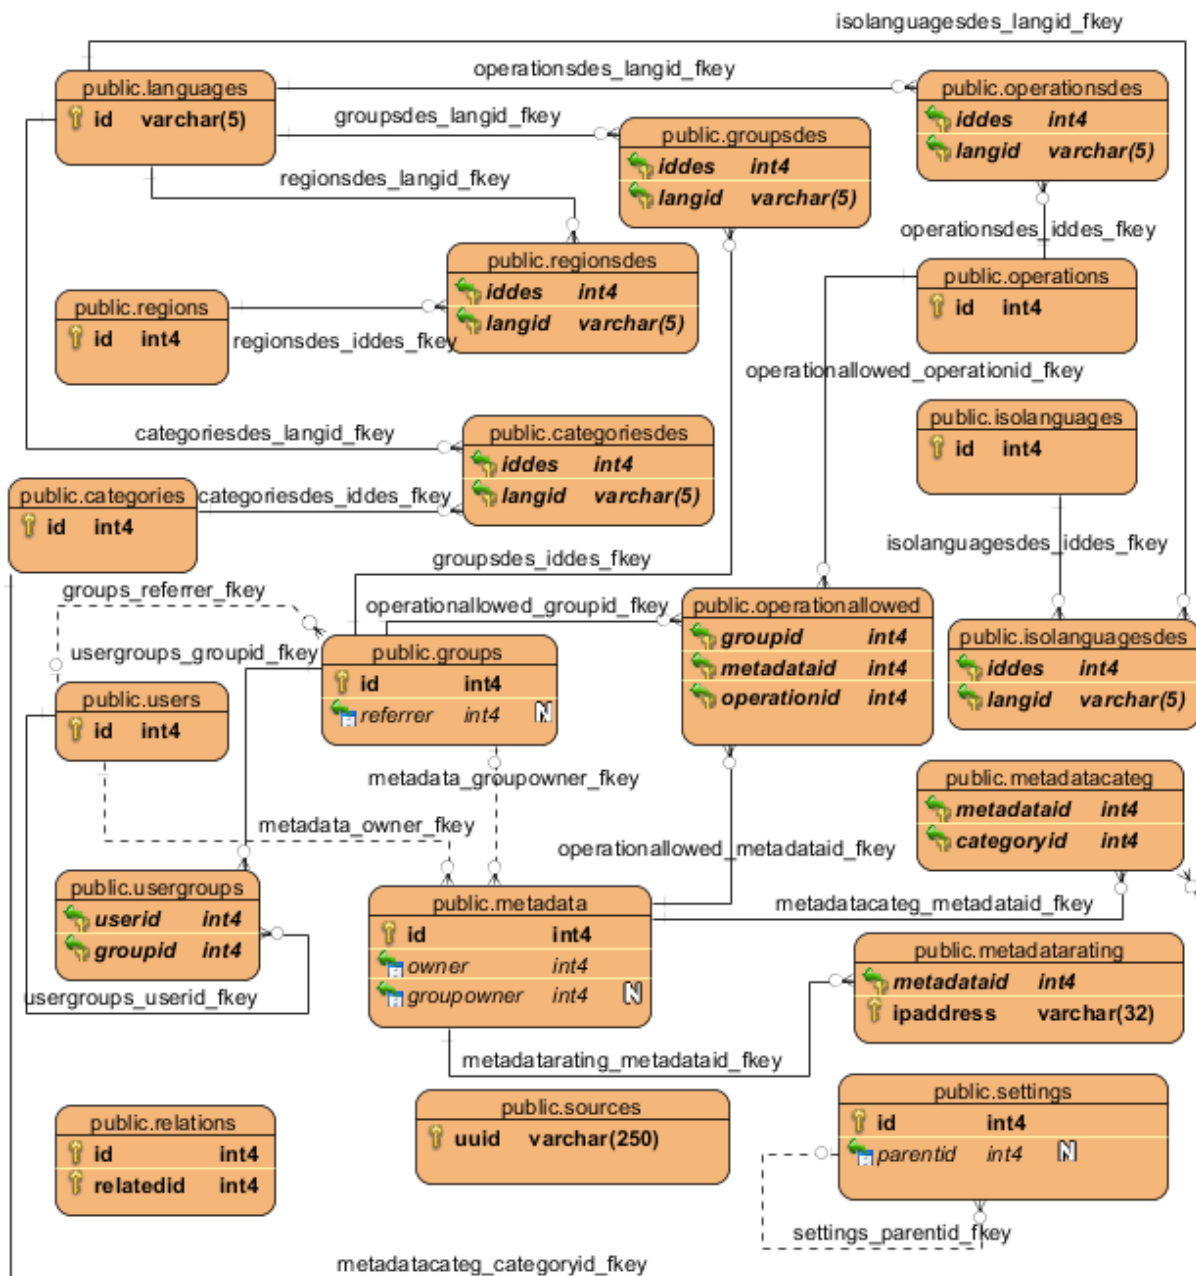 isolanguagesdes_langid_fkey
operationsdes_langid_fkey
public.languages
id varchar(5)
public.operationsdes
iddes int4
langid varchar(5)
groupsdes_langid_fkey
public.groupsdes
iddes int4
langid varchar(5)
regionsdes_langid_fkey
operationsdes_iddes_fkey
public.regionsdes
iddes int4
langid varchar(5)
public.operations
id int4
public.regions
id int4
regionsdes_iddes_fkey
operationallowed_operationid_fkey
categoriesdes_langid_fkey
public.categoriesdes
iddes int4
langid varchar(5)
public.isolanguages
id int4
public.categories
id int4
categoriesdes_iddes_fkey
isolanguagesdes_iddes_fkey
groupsdes_iddes_fkey
groups_referrer_fkey
operationallowed_groupid_fkey
public.operationallowed
groupid int4
metadataid int4
operationid int4
public.isolanguagesdes
iddes int4
langid varchar(5)
usergroups_groupid_fkey
public.groups
id int4
referrer int4 N
public.users
id int4
metadata_groupowner_fkey
public.metadatacateg
metadataid int4
categoryid int4
metadata_owner_fkey
operationallowed_metadataid_fkey
public.usergroups
userid int4
groupid int4
public.metadata
id int4
owner int4
groupowner int4 N
metadatacateg_metadataid_fkey
public.metadatarating
metadataid int4
ipaddress varchar(32)
usergroups_userid_fkey
metadatarating_metadataid_fkey
public.sources
uuid varchar(250)
public.settings
id int4
parentid int4 N
public.relations
id int4
relatedid int4
settings_parentid_fkey
metadatacateg_categoryid_fkey